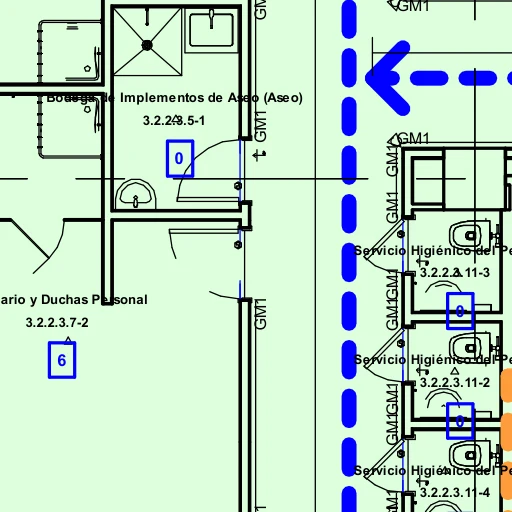 GM1
GM1
Bodega de Implementos de Aseo (Aseo)
3.2.2.3.5-1
GM1
GM1
0
GM1
GM1
Servicio Higiénico del Pe
3.2.2.3.11-3
ario y Duchas Personal
3.2.2.3.7-2
GM1
GM1
GM1
0
6
Servicio Higiénico del Pe
3.2.2.3.11-2
GM1
GM1
0
Servicio Higiénico del Pe
3.2.2.3.11-4
GM1
GM1